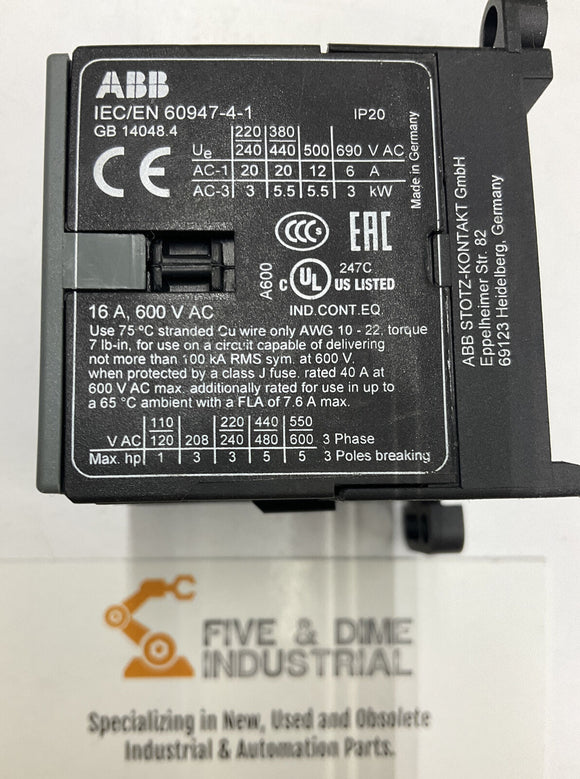 ABB
IEC/EN 60947-4-1
IP20
GB 14048.4
220 380
Ue 240 440 500 690 V AC
AC-1 20 20 12 6 A
AC-3 3 5.5 5.5 3 kW
Made in Germany
CE
CCC S
EAC
A600
C UL US LISTED
247C
IND.CONT.EQ.
16 A, 600 V AC
Use 75 °C stranded Cu wire only AWG 10 - 22, torque
7 lb-in, for use on a circuit capable of delivering
not more than 100 kA RMS sym. at 600 V.
when protected by a class J fuse. rated 40 A at
600 V AC max. additionally rated for use in up to
a 65 °C ambient with a FLA of 7.6 A max.
110 220 440 550
V AC 120 208 240 480 600 3 Phase
Max. hp 1 3 3 5 5 3 Poles breaking
ABB STOTZ-KONTAKT GmbH
Eppelheimer Str. 82
69123 Heidelberg, Germany
FIVE & DIME
INDUSTRIAL
Specializing in New, Used and Obsolete
Industrial & Automation Parts.